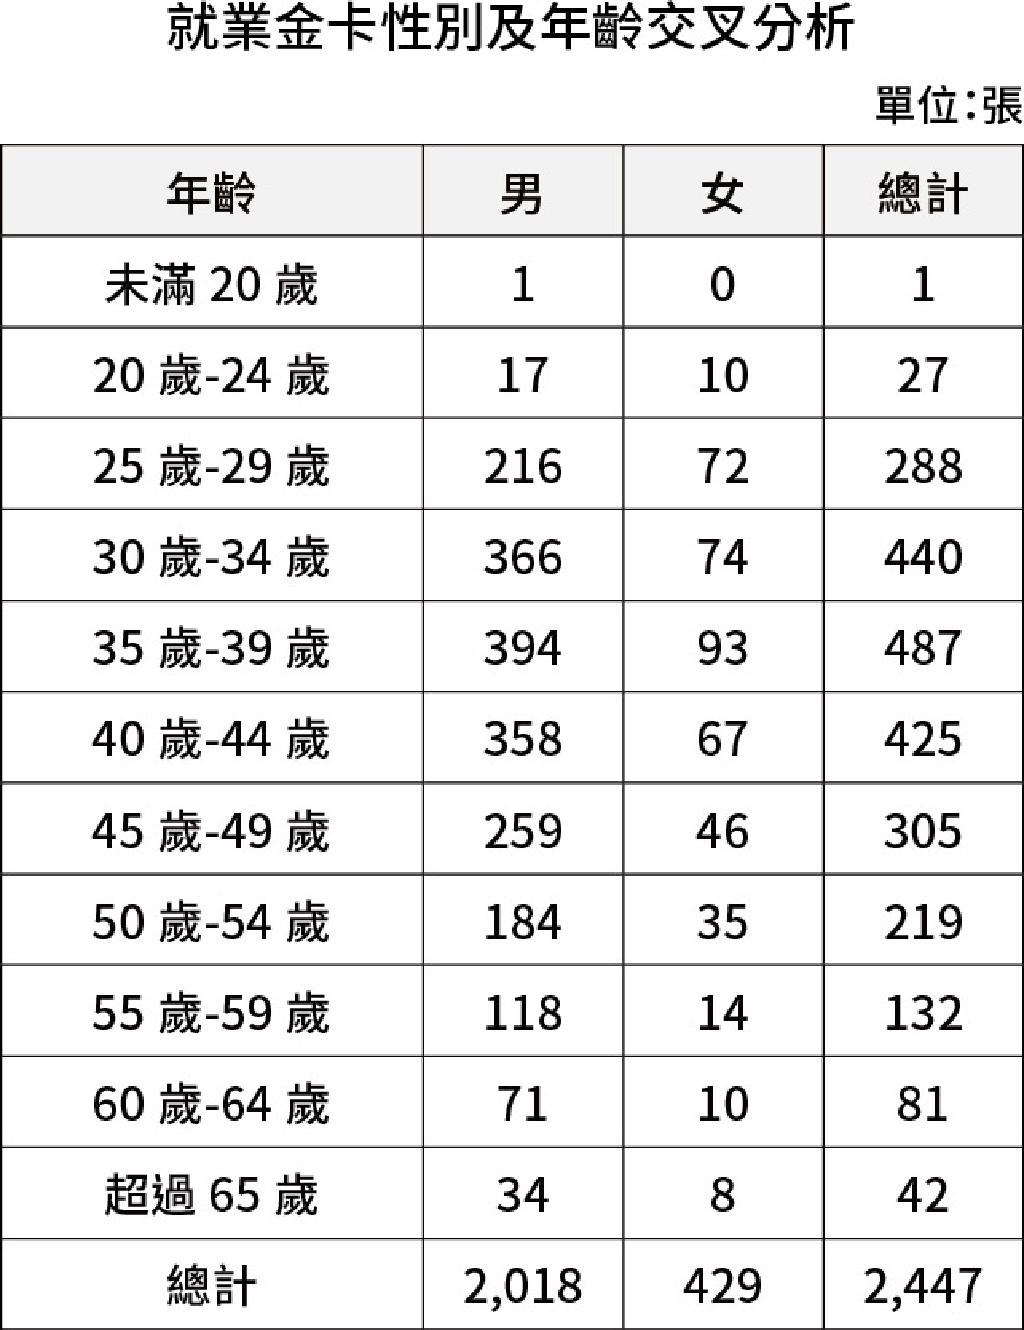 就業金卡性別及年齡交叉分析
單位：張
年齡 男 女 總計
未滿 20 歲 1 0 1
20 歲-24 歲 17 10 27
25 歲-29 歲 216 72 288
30 歲-34 歲 366 74 440
35 歲-39 歲 394 93 487
40 歲-44 歲 358 67 425
45 歲-49 歲 259 46 305
50 歲-54 歲 184 35 219
55 歲-59 歲 118 14 132
60 歲-64 歲 71 10 81
超過 65 歲 34 8 42
總計 2,018 429 2,447